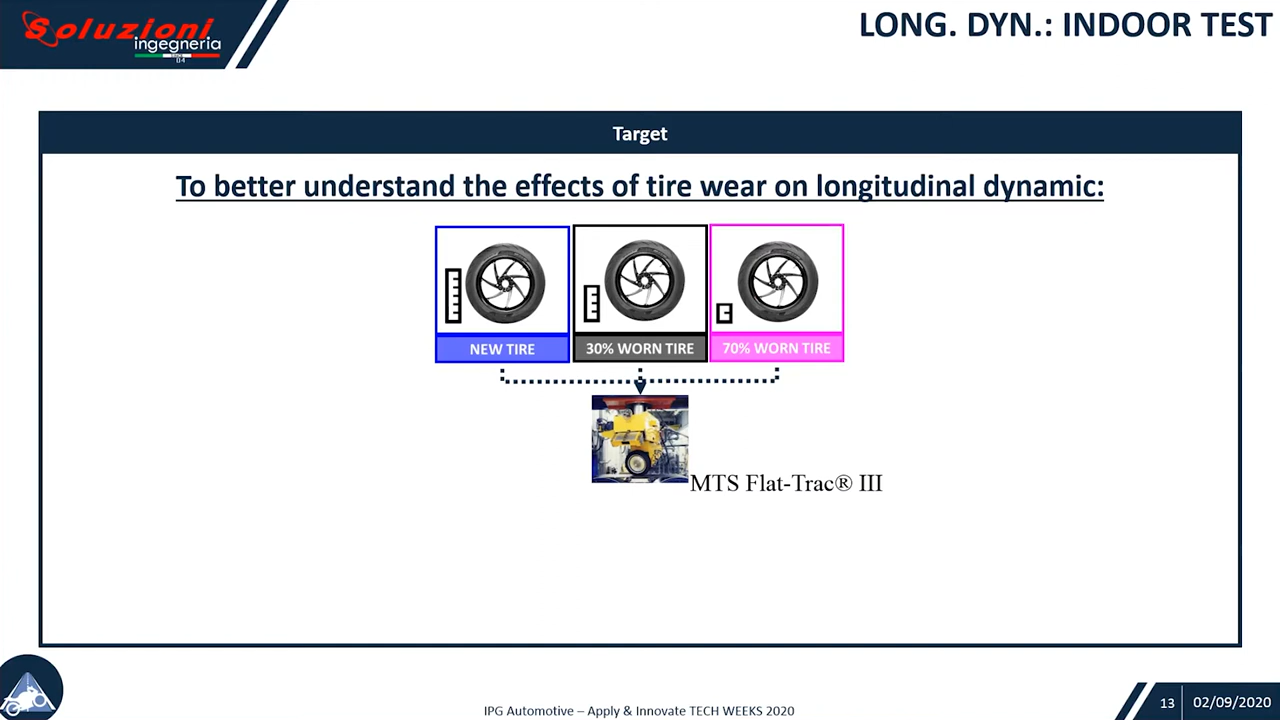 Soluzioni
ingegneria
SINCE
04
LONG. DYN.: INDOOR TEST
Target
To better understand the effects of tire wear on longitudinal dynamic:
NEW TIRE
30% WORN TIRE
70% WORN TIRE
MTS Flat-Trac® III
IPG Automotive – Apply & Innovate TECH WEEKS 2020
13
02/09/2020